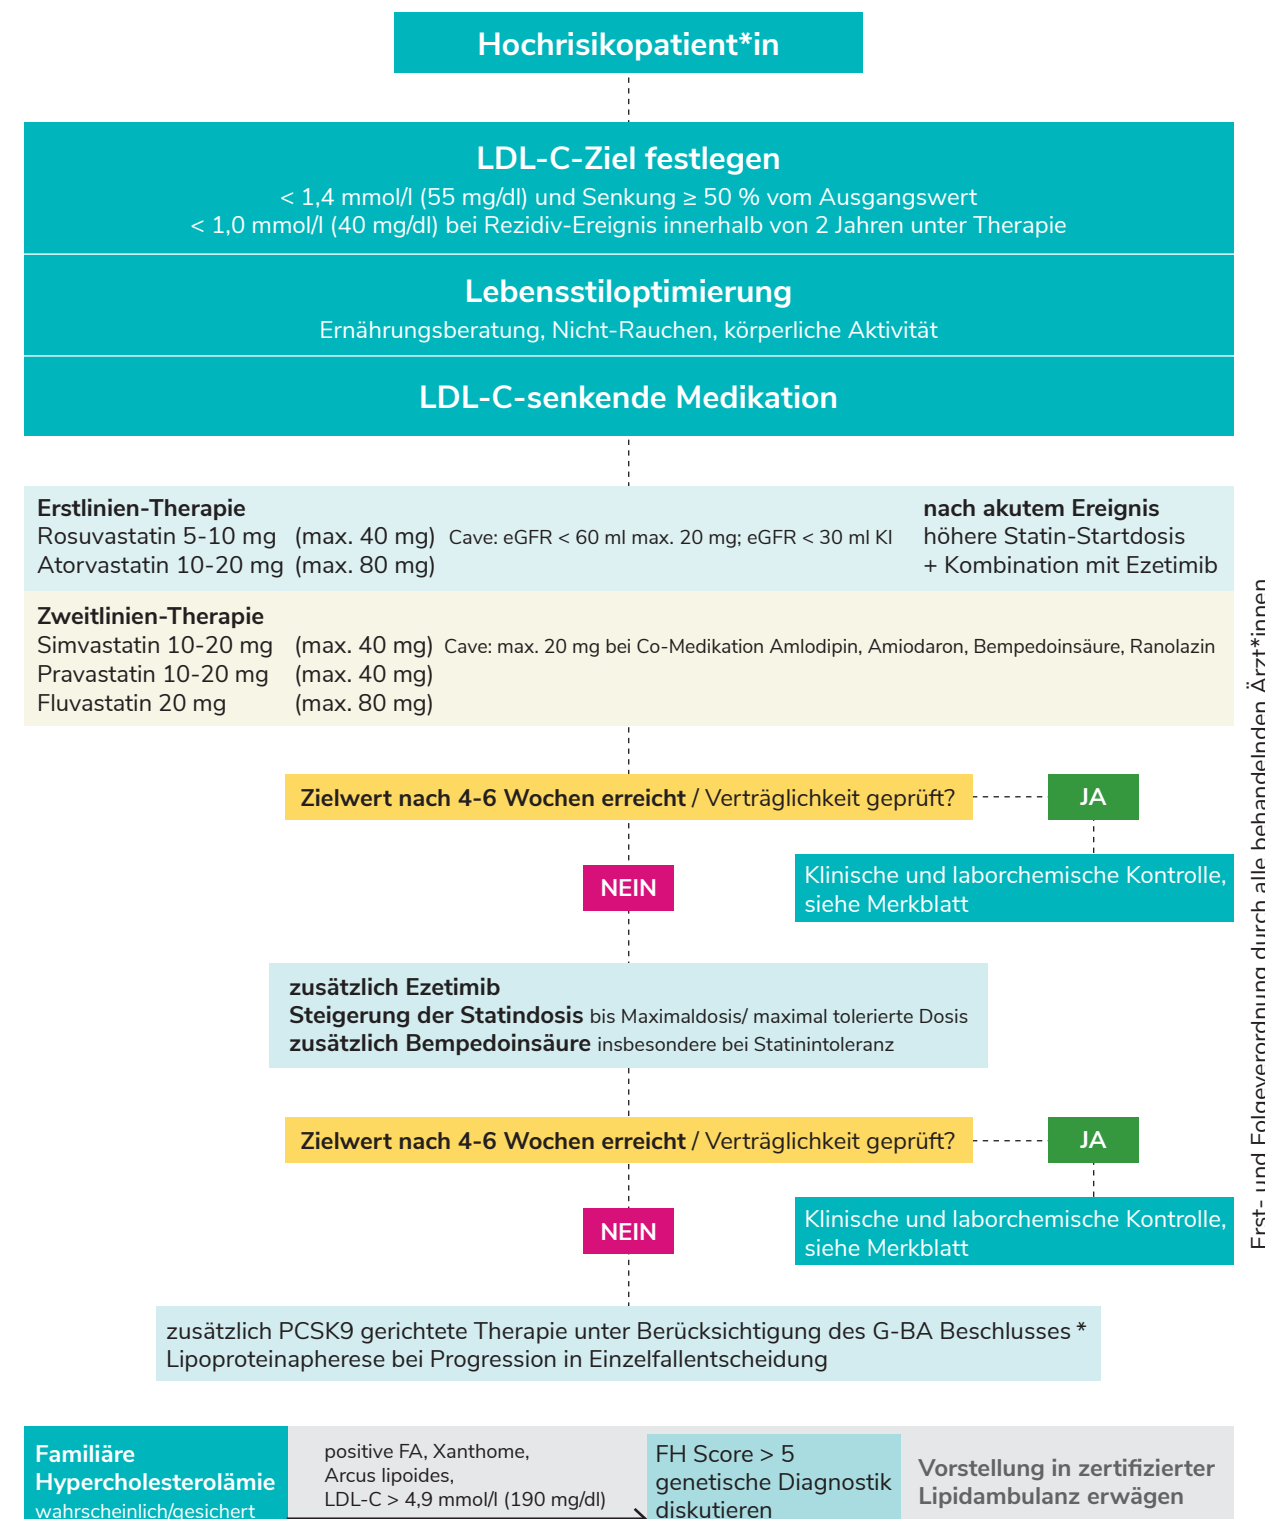 Hochrisikopatient*in
LDL-C-Ziel festlegen
< 1,4 mmol/l (55 mg/dl) und Senkung ≥ 50 % vom Ausgangswert
< 1,0 mmol/l (40 mg/dl) bei Rezidiv-Ereignis innerhalb von 2 Jahren unter Therapie
Lebensstiloptimierung
Ernährungsberatung, Nicht-Rauchen, körperliche Aktivität
LDL-C-senkende Medikation
Erstlinien-Therapie
Rosuvastatin 5-10 mg (max. 40 mg) Cave: eGFR < 60 ml max. 20 mg; eGFR < 30 ml KI
Atorvastatin 10-20 mg (max. 80 mg)
nach akutem Ereignis
höhere Statin-Startdosis
+ Kombination mit Ezetimib
Zweitlinien-Therapie
Simvastatin 10-20 mg (max. 40 mg) Cave: max. 20 mg bei Co-Medikation Amlodipin, Amiodaron, Bempedoinsäure, Ranolazin
Pravastatin 10-20 mg (max. 40 mg)
Fluvastatin 20 mg (max. 80 mg)
Zielwert nach 4-6 Wochen erreicht / Verträglichkeit geprüft?
JA
Klinische und laborchemische Kontrolle,
siehe Merkblatt
NEIN
zusätzlich Ezetimib
Steigerung der Statindosis bis Maximaldosis/ maximal tolerierte Dosis
zusätzlich Bempedoinsäure insbesondere bei Statinintoleranz
Zielwert nach 4-6 Wochen erreicht / Verträglichkeit geprüft?
JA
Klinische und laborchemische Kontrolle,
siehe Merkblatt
NEIN
zusätzlich PCSK9 gerichtete Therapie unter Berücksichtigung des G-BA Beschlusses *
Lipoproteinapherese bei Progression in Einzelfallentscheidung
Erst- und Folgeverordnung durch alle behandelnden Ärzt*innen
Familiäre
Hypercholesterolämie
wahrscheinlich/gesichert
positive FA, Xanthome,
Arcus lipoides,
LDL-C > 4,9 mmol/l (190 mg/dl)
FH Score > 5
genetische Diagnostik
diskutieren
Vorstellung in zertifizierter
Lipidambulanz erwägen